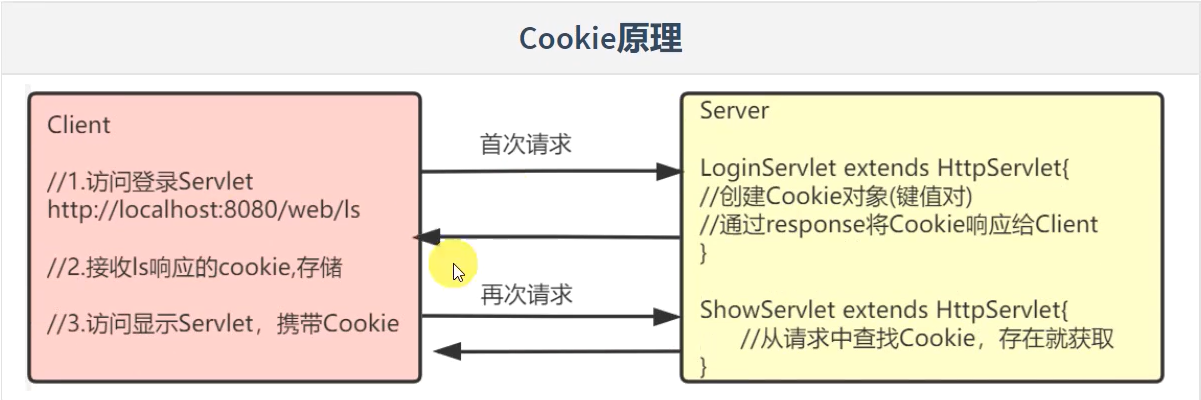 Cookie原理
Client
//1.访问登录Servlet
http://localhost:8080/web/ls
//2.接收ls响应的cookie,存储
//3.访问显示Servlet，携带Cookie
首次请求
再次请求
Server
LoginServlet extends HttpServlet{
//创建Cookie对象(键值对)
//通过response将Cookie响应给Client
}
ShowServlet extends HttpServlet{
//从请求中查找Cookie，存在就获取
}